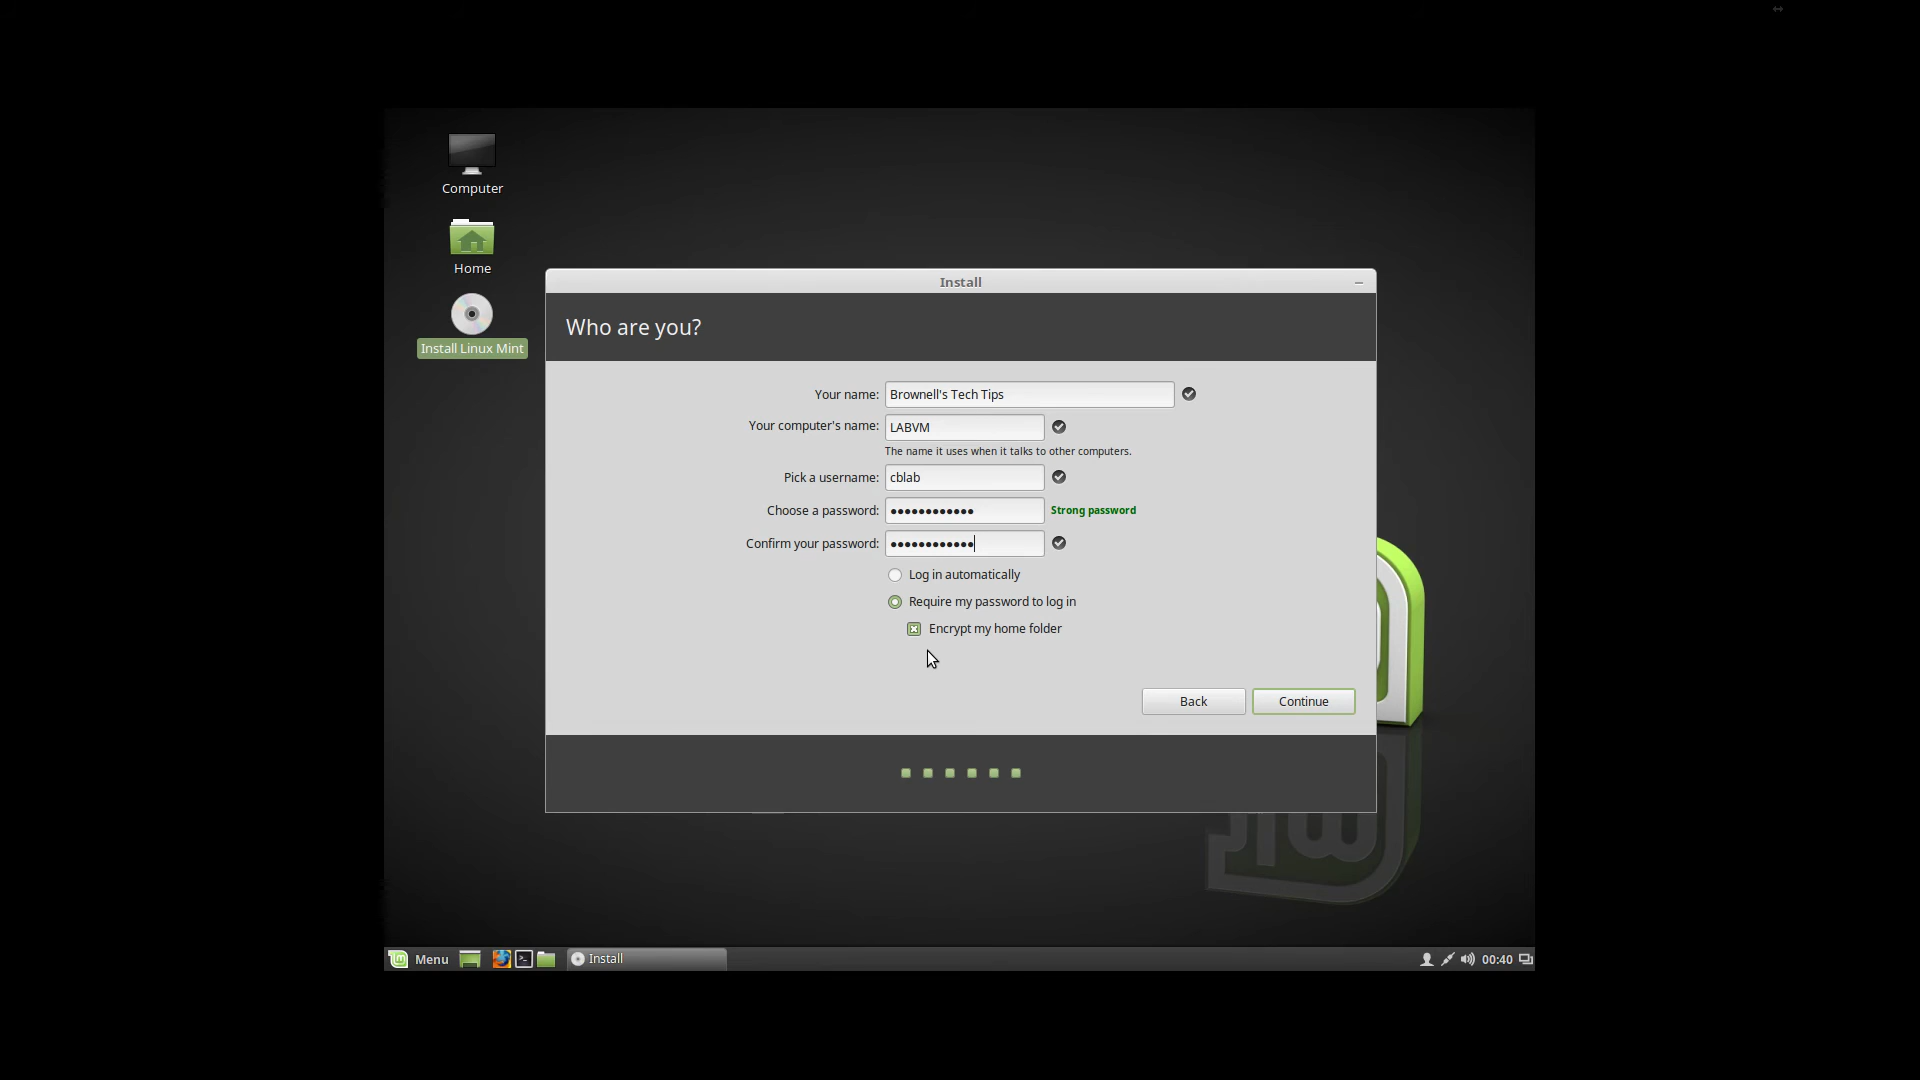 Computer
Home
Install Linux Mint
Install
Who are you?
Your name: Brownell's Tech Tips
Your computer's name: LABVM
The name it uses when it talks to other computers.
Pick a username: cblab
Choose a password: ●●●●●●●●●●●● Strong password
Confirm your password: ●●●●●●●●●●●●
Log in automatically
Require my password to log in
Encrypt my home folder
Back Continue
Menu Install 00:40